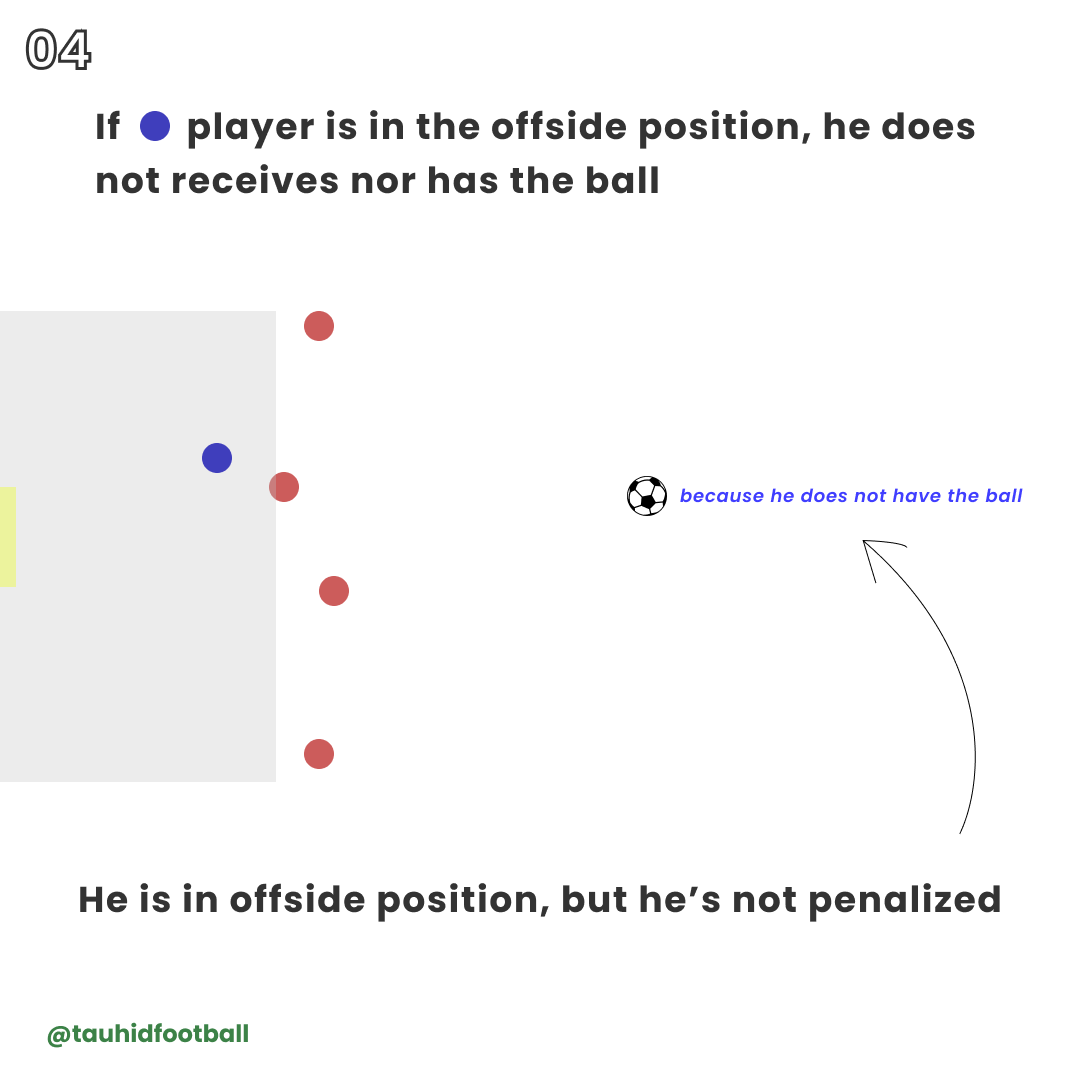 04
If player is in the offside position, he does
not receives nor has the ball
because he does not have the ball
He is in offside position, but he’s not penalized
@tauhidfootball